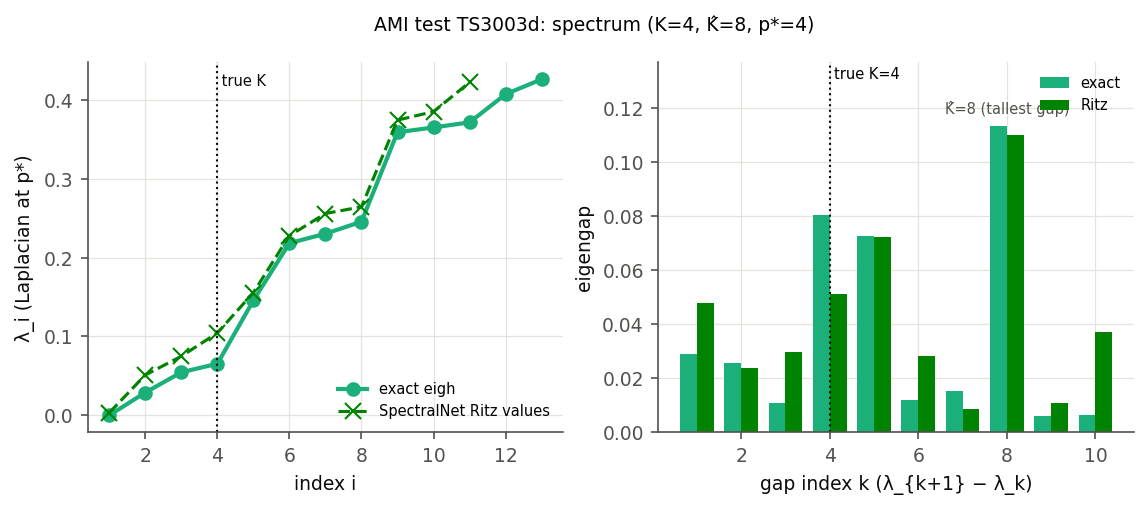 AMI test TS3003d: spectrum (K=4, K̂=8, p*=4)
λ_i (Laplacian at p*)
0.4
0.3
0.2
0.1
0.0
true K
exact eigh
SpectralNet Ritz values
2 4 6 8 10 12
index i
eigengap
0.12
0.10
0.08
0.06
0.04
0.02
0.00
true K=4
K̂=8 (tallest gap)
exact
Ritz
2 4 6 8 10
gap index k (λ_{k+1} − λ_k)